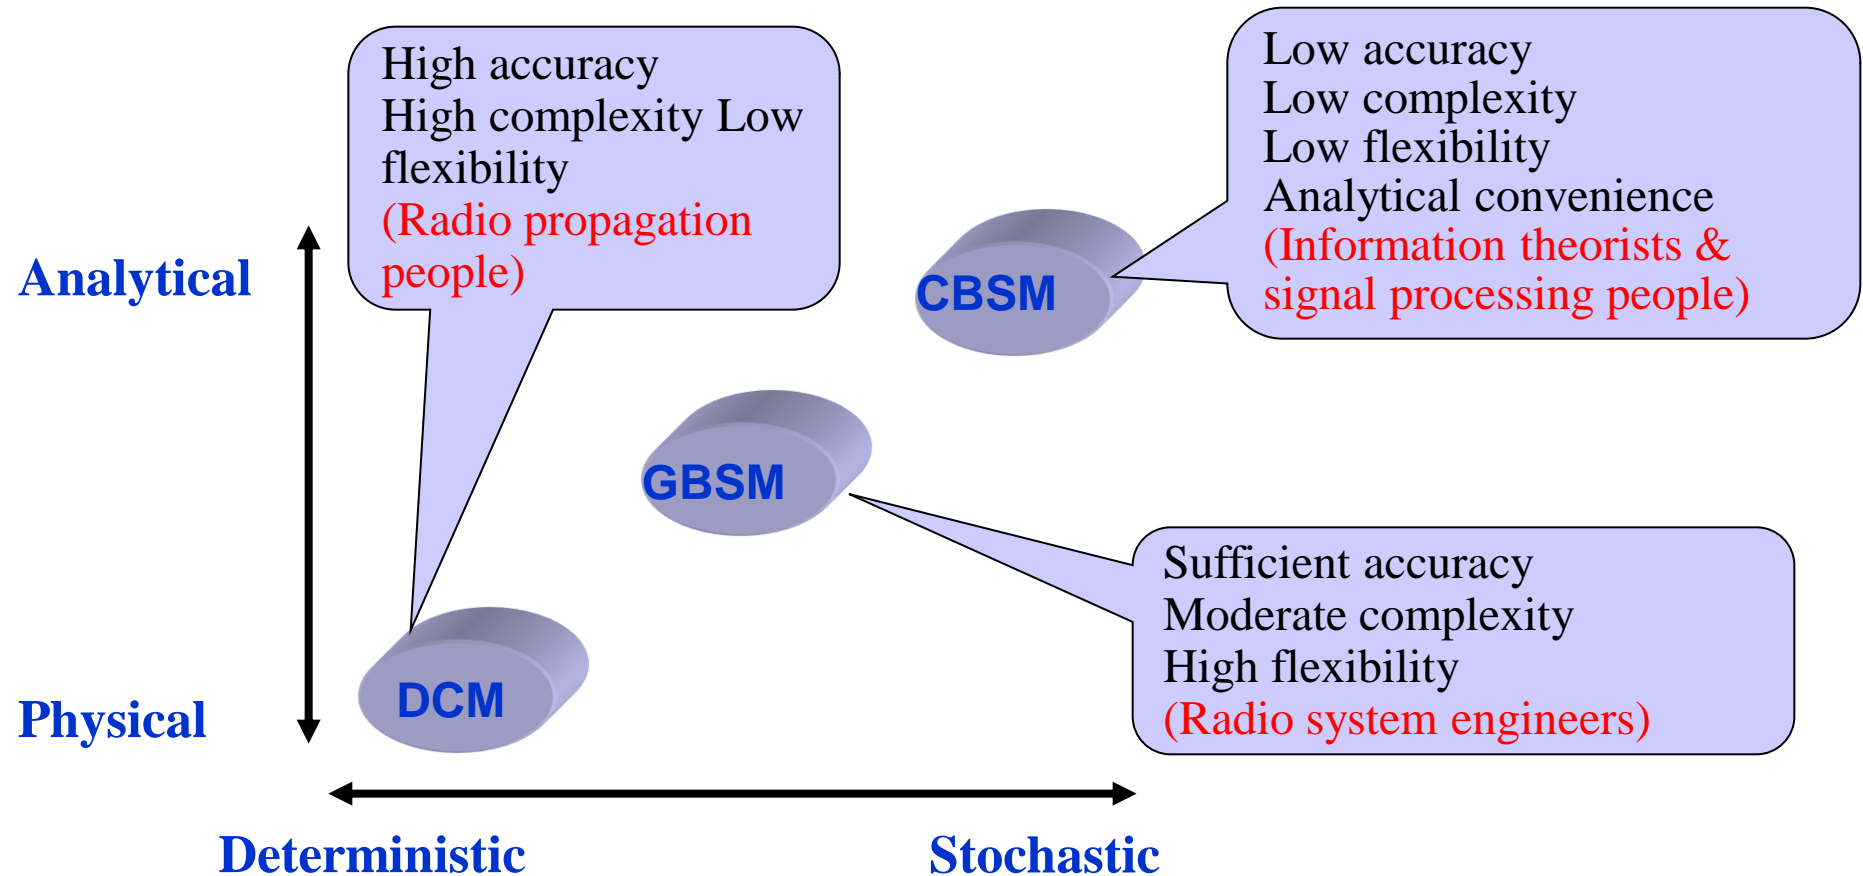 High accuracy
High complexity Low
flexibility
(Radio propagation
people)
Low accuracy
Low complexity
Low flexibility
Analytical convenience
(Information theorists &
signal processing people)
Analytical
CBSM
GBSM
Sufficient accuracy
Moderate complexity
High flexibility
(Radio system engineers)
DCM
Physical
Deterministic
Stochastic